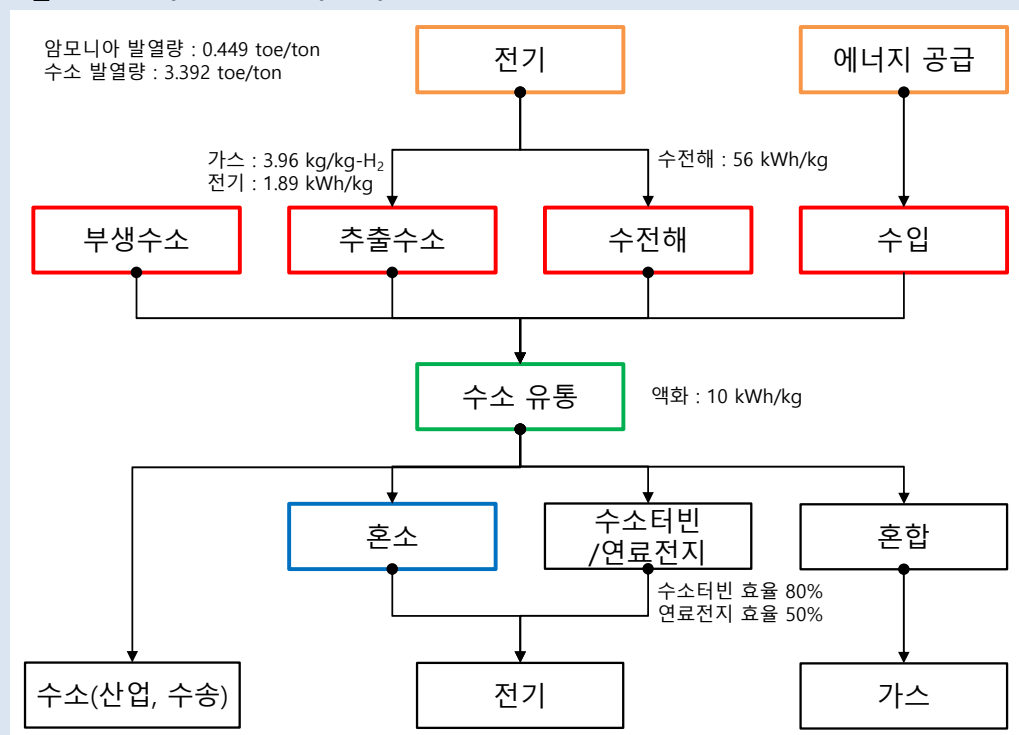 암모니아 발열량 : 0.449 toe/ton
수소 발열량 : 3.392 toe/ton
전기
에너지 공급
가스 : 3.96 kg/kg-H₂
전기 : 1.89 kWh/kg
수전해 : 56 kWh/kg
부생수소
추출수소
수전해
수입
수소 유통
액화 : 10 kWh/kg
혼소
수소터빈
/연료전지
혼합
수소터빈 효율 80%
연료전지 효율 50%
수소(산업, 수송)
전기
가스